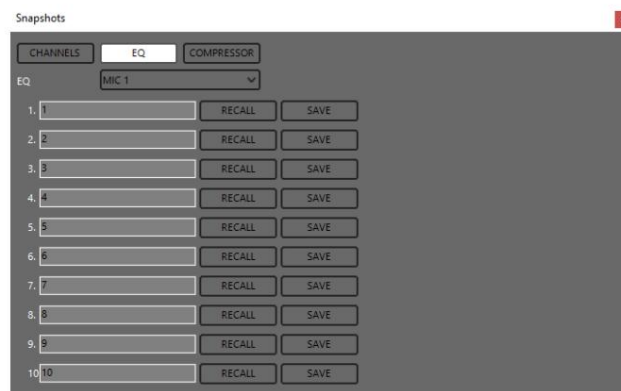 Snapshots
CHANNELS EQ COMPRESSOR
EQ MIC 1
1. 1 RECALL SAVE
2. 2 RECALL SAVE
3. 3 RECALL SAVE
4. 4 RECALL SAVE
5. 5 RECALL SAVE
6. 6 RECALL SAVE
7. 7 RECALL SAVE
8. 8 RECALL SAVE
9. 9 RECALL SAVE
10 10 RECALL SAVE